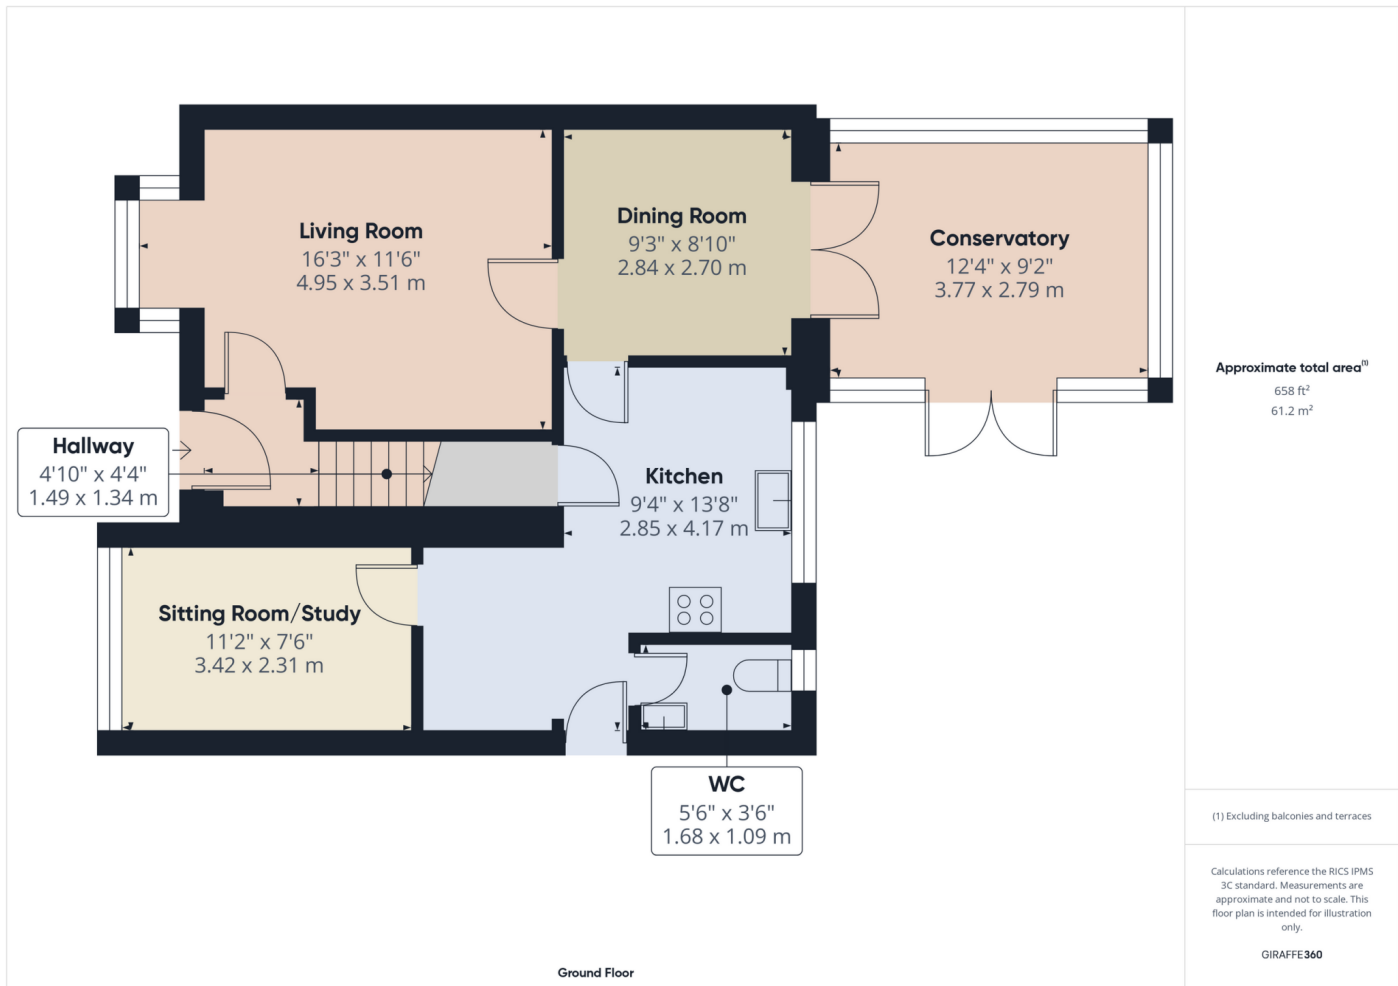 Living Room
16'3" x 11'6"
4.95 x 3.51 m
Dining Room
9'3" x 8'10"
2.84 x 2.70 m
Conservatory
12'4" x 9'2"
3.77 x 2.79 m
Hallway
4'10" x 4'4"
1.49 x 1.34 m
Kitchen
9'4" x 13'8"
2.85 x 4.17 m
Sitting Room/Study
11'2" x 7'6"
3.42 x 2.31 m
WC
5'6" x 3'6"
1.68 x 1.09 m
Ground Floor
Approximate total area(1)
658 ft²
61.2 m²
(1) Excluding balconies and terraces
Calculations reference the RICS IPMS
3C standard. Measurements are
approximate and not to scale. This
floor plan is intended for illustration
only.
GIRAFFE360